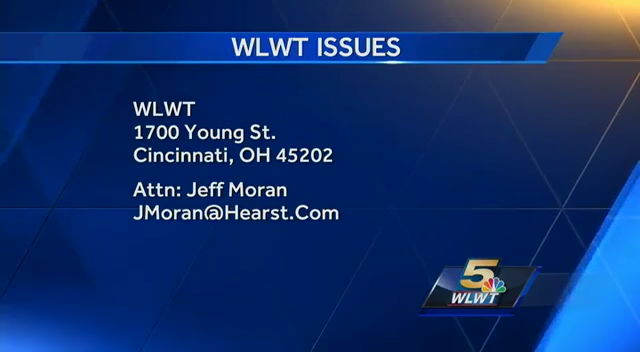 WLWT ISSUES
WLWT
1700 Young St.
Cincinnati, OH 45202
Attn: Jeff Moran
JMoran@Hearst.Com
5
WLWT